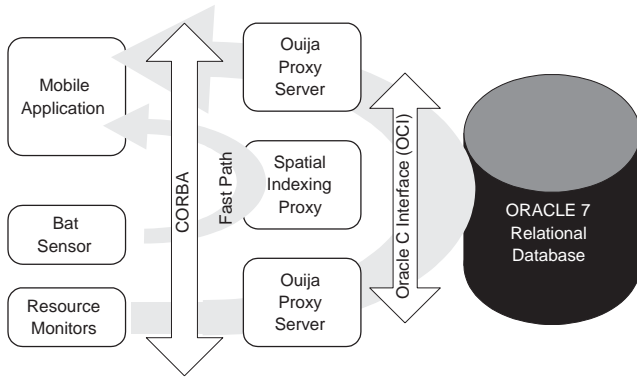 Mobile
Application
Bat
Sensor
Resource
Monitors
CORBA
Fast Path
Ouija
Proxy
Server
Spatial
Indexing
Proxy
Ouija
Proxy
Server
Oracle C Interface (OCI)
ORACLE 7
Relational
Database